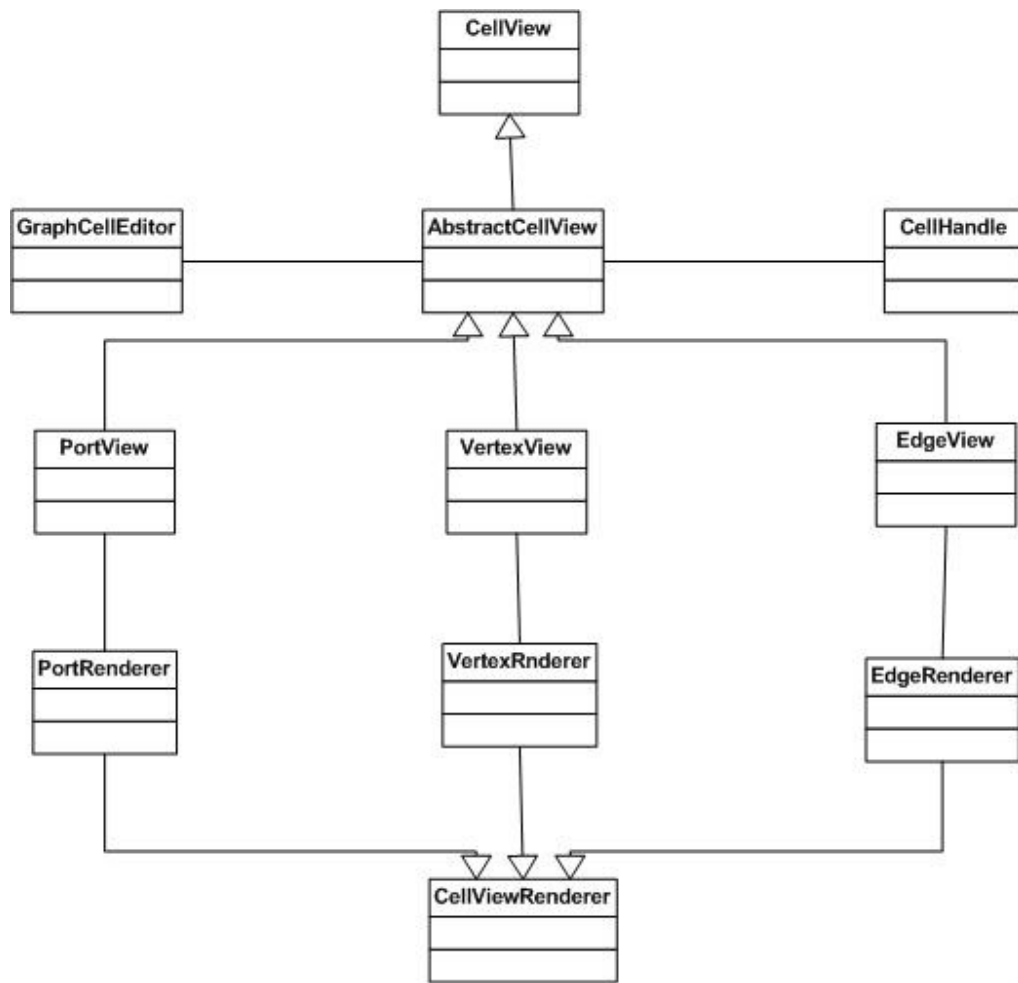 CellView
GraphCellEditor
AbstractCellView
CellHandle
PortView
VertexView
EdgeView
PortRenderer
VertexRnderer
EdgeRenderer
CellViewRenderer